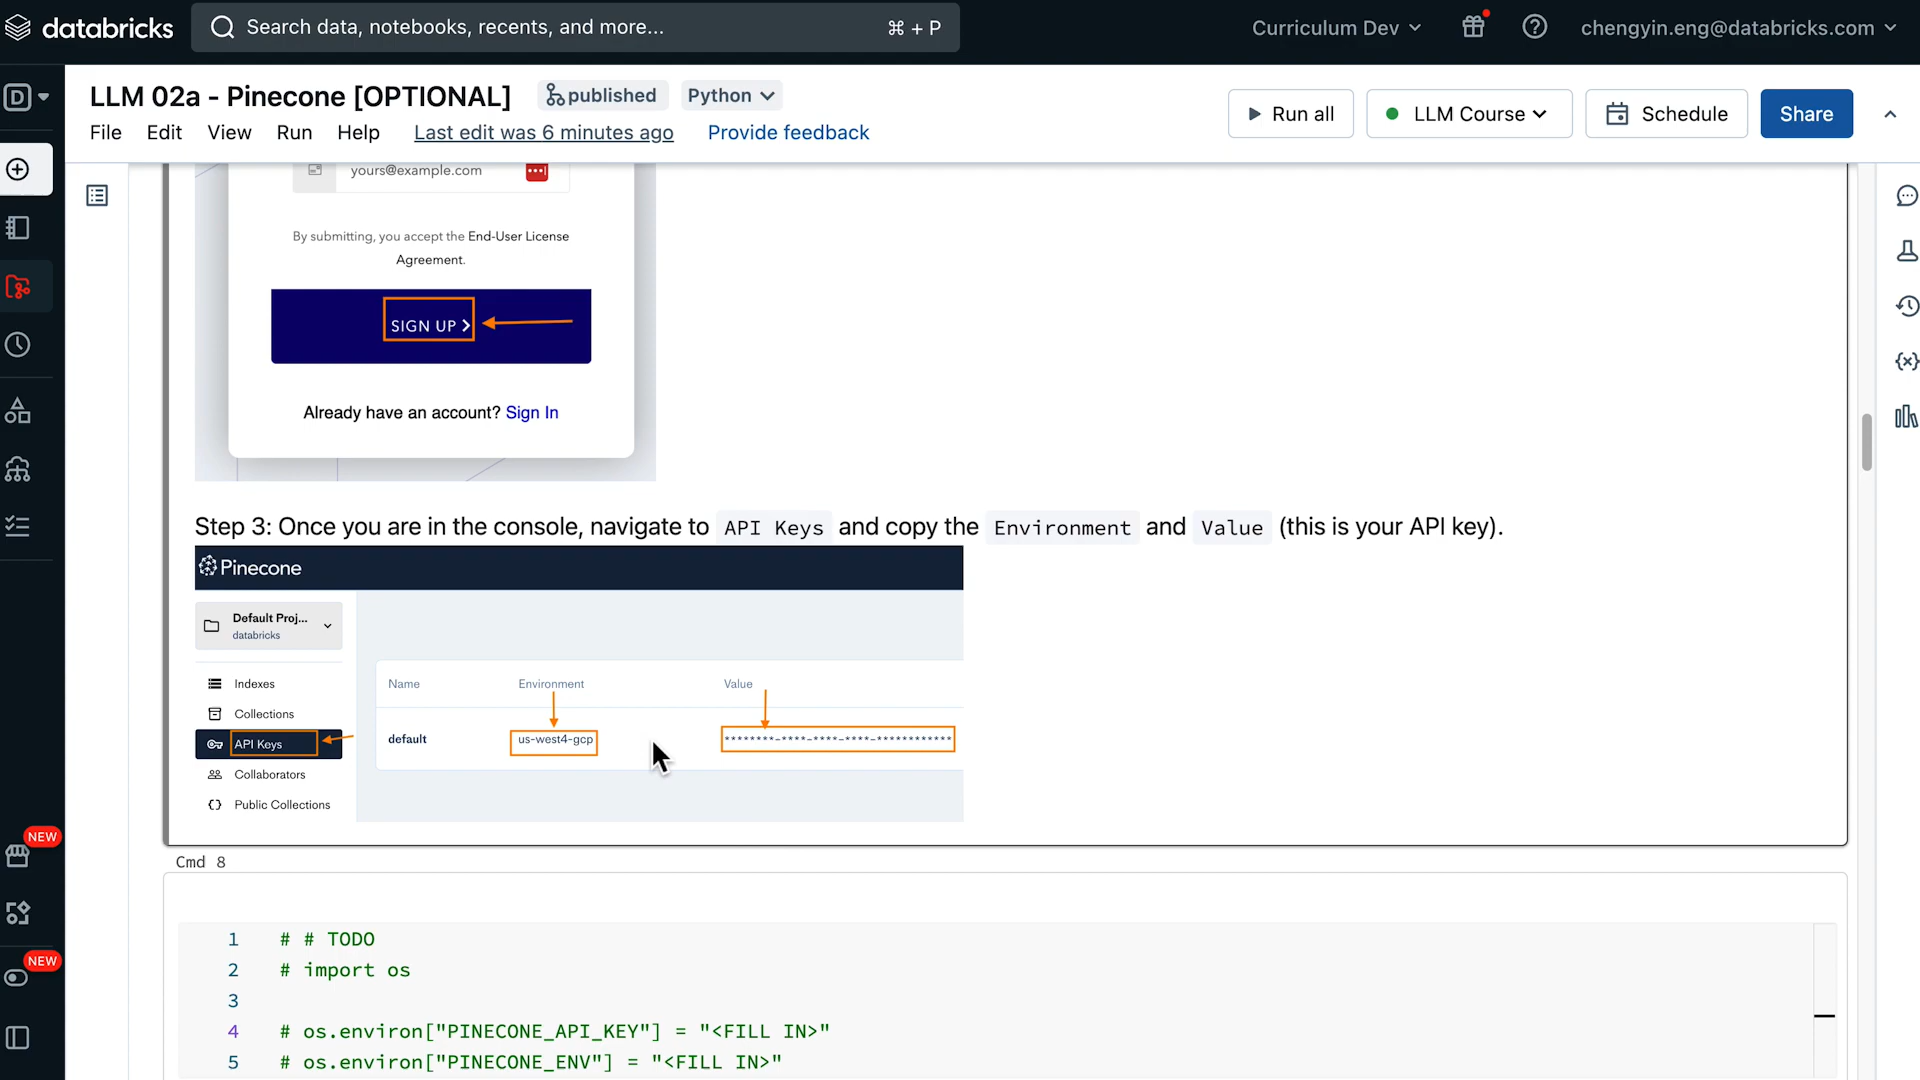 databricks
Search data, notebooks, recents, and more...
⌘ + P
Curriculum Dev
chengyin.eng@databricks.com
D
LLM 02a - Pinecone [OPTIONAL]
published
Python
File Edit View Run Help Last edit was 6 minutes ago Provide feedback
Run all
LLM Course
Schedule
Share
yours@example.com
By submitting, you accept the End-User License
Agreement.
SIGN UP
Already have an account? Sign In
Step 3: Once you are in the console, navigate to API Keys and copy the Environment and Value (this is your API key).
Pinecone
Default Proj...
databricks
Indexes
Collections
API Keys
Collaborators
Public Collections
Name Environment Value
default us-west4-gcp ********-****-****-****-************
NEW
NEW
Cmd 8
1 # # TODO
2 # import os
3
4 # os.environ["PINECONE_API_KEY"] = "<FILL IN>"
5 # os.environ["PINECONE_ENV"] = "<FILL IN>"